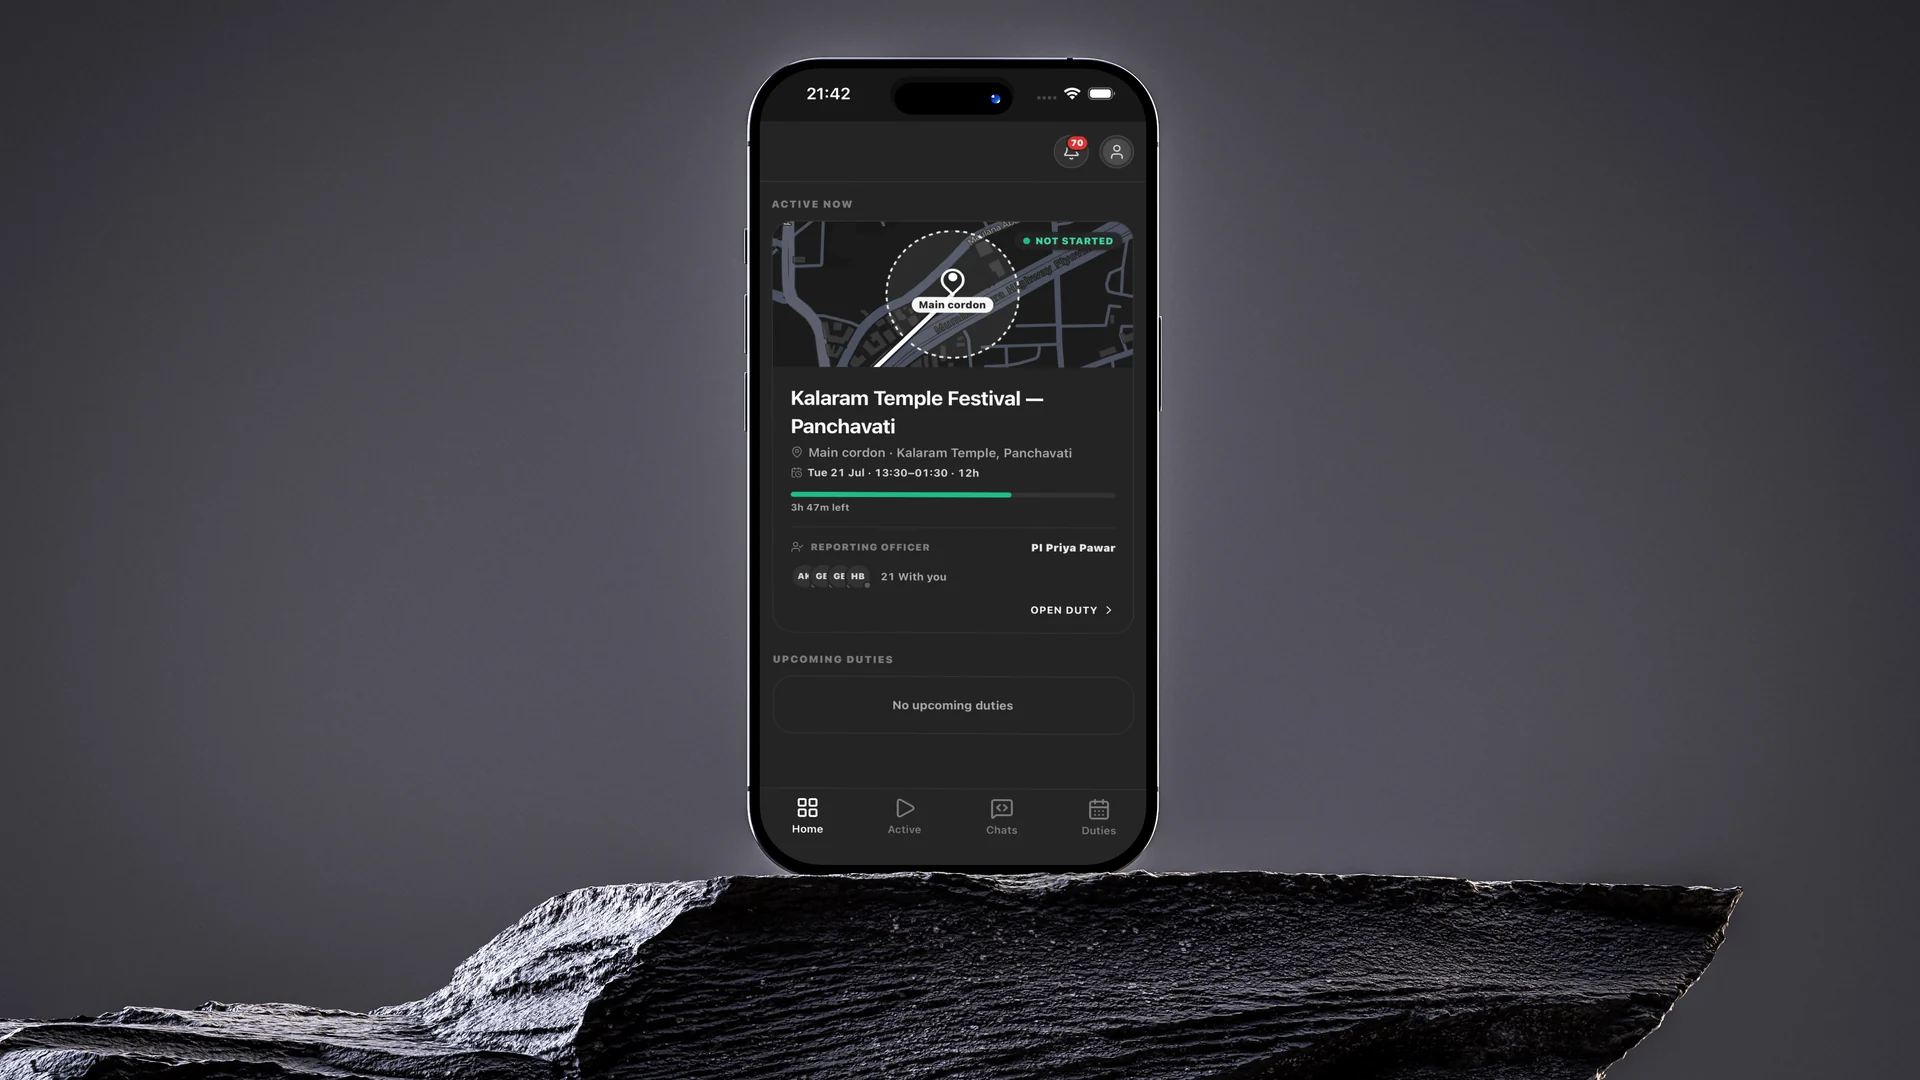 21:42
70
ACTIVE NOW
NOT STARTED
Main cordon
Kalaram Temple Festival —
Panchavati
Main cordon · Kalaram Temple, Panchavati
Tue 21 Jul · 13:30–01:30 · 12h
3h 47m left
REPORTING OFFICER
PI Priya Pawar
GE GE HB
21 With you
OPEN DUTY
UPCOMING DUTIES
No upcoming duties
Home
Active
Chats
Duties